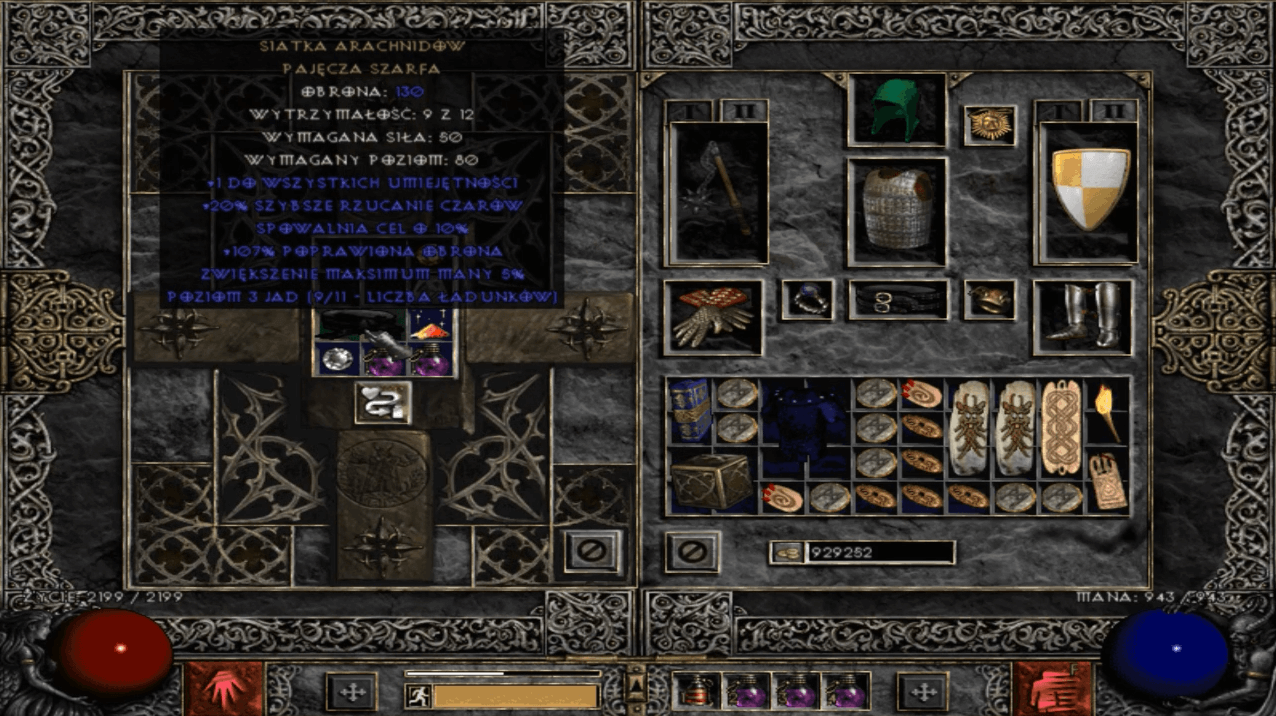 SIATKA ARACHNIDÓW
PAJĘCZA SZARFA
OBRONA: 130
WYTRZYMAŁOŚĆ: 9 Z 12
WYMAGANA SIŁA: 50
WYMAGANY POZIOM: 80
+1 DO WSZYSTKICH UMIEJĘTNOŚCI
+20% SZYBSZE RZUCANIE CZARÓW
SPOWALNIA CEL O 10%
+107% POPRAWIONA OBRONA
ZWIĘKSZENIE MAKSIMUM MANY 5%
POZIOM 3 JAD (9/11 - LICZBA ŁADUNKÓW)
II
II
929252
ŻYCIE: 2199 / 2199
MANA: 943 / 943
F